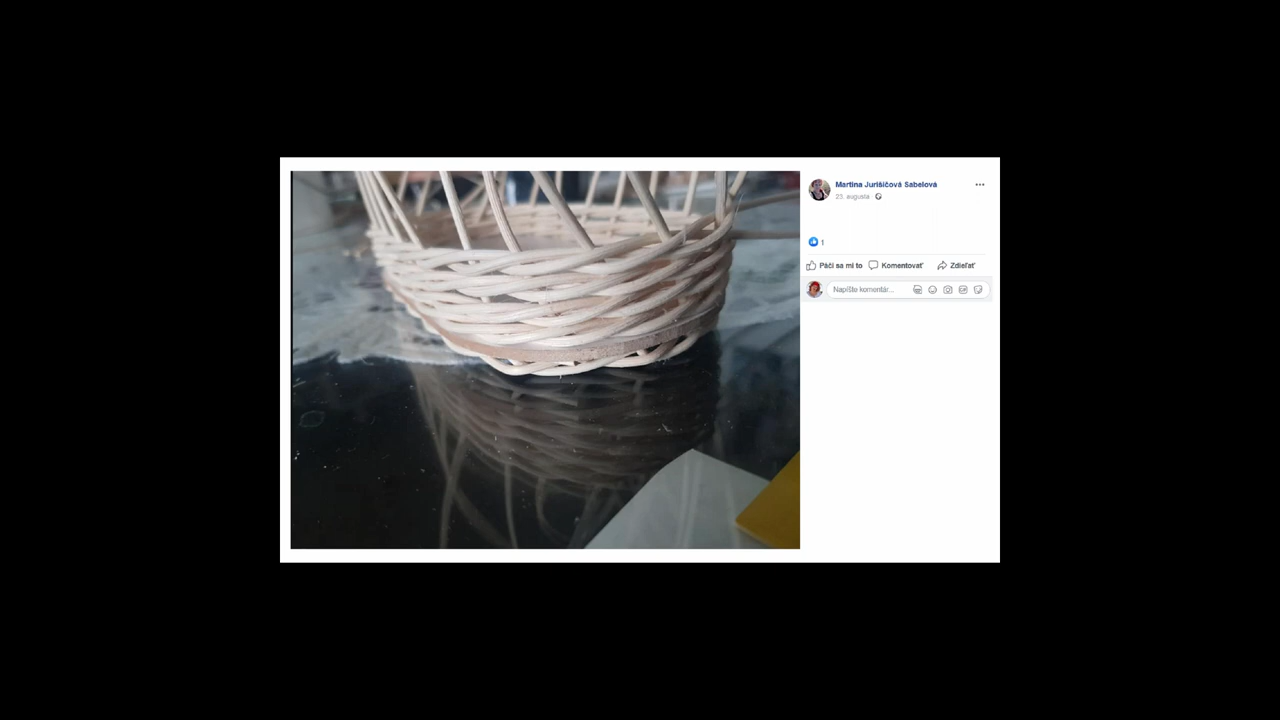 Martina Jurišičová Sabelová
23. augusta
1
Páči sa mi to Komentovať Zdieľať
Napíšte komentár...